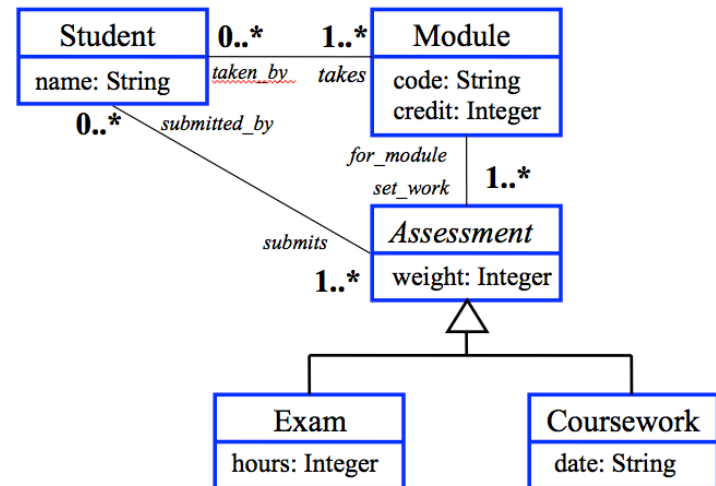 Student
0..*
1..*
Module
name: String
taken_by
takes
code: String
credit: Integer
0..*
submitted_by
for_module
set_work
1..*
submits
1..*
Assessment
weight: Integer
Exam
hours: Integer
Coursework
date: String